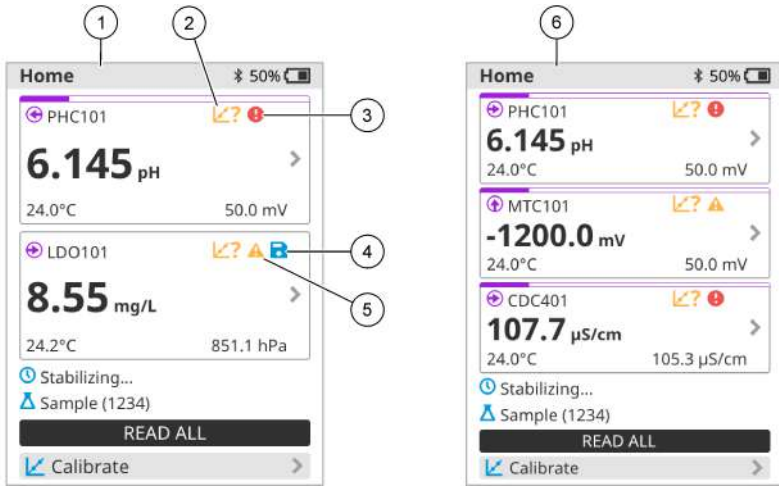 1
2
3
4
5
6
Home 50%
PHC101 ?
6.145 pH
24.0°C 50.0 mV
LDO101 ?
8.55 mg/L
24.2°C 851.1 hPa
Stabilizing...
Sample (1234)
READ ALL
Calibrate
Home 50%
PHC101 ?
6.145 pH
24.0°C 50.0 mV
MTC101 ?
-1200.0 mV
24.0°C 50.0 mV
CDC401 ?
107.7 µS/cm
24.0°C 105.3 µS/cm
Stabilizing...
Sample (1234)
READ ALL
Calibrate